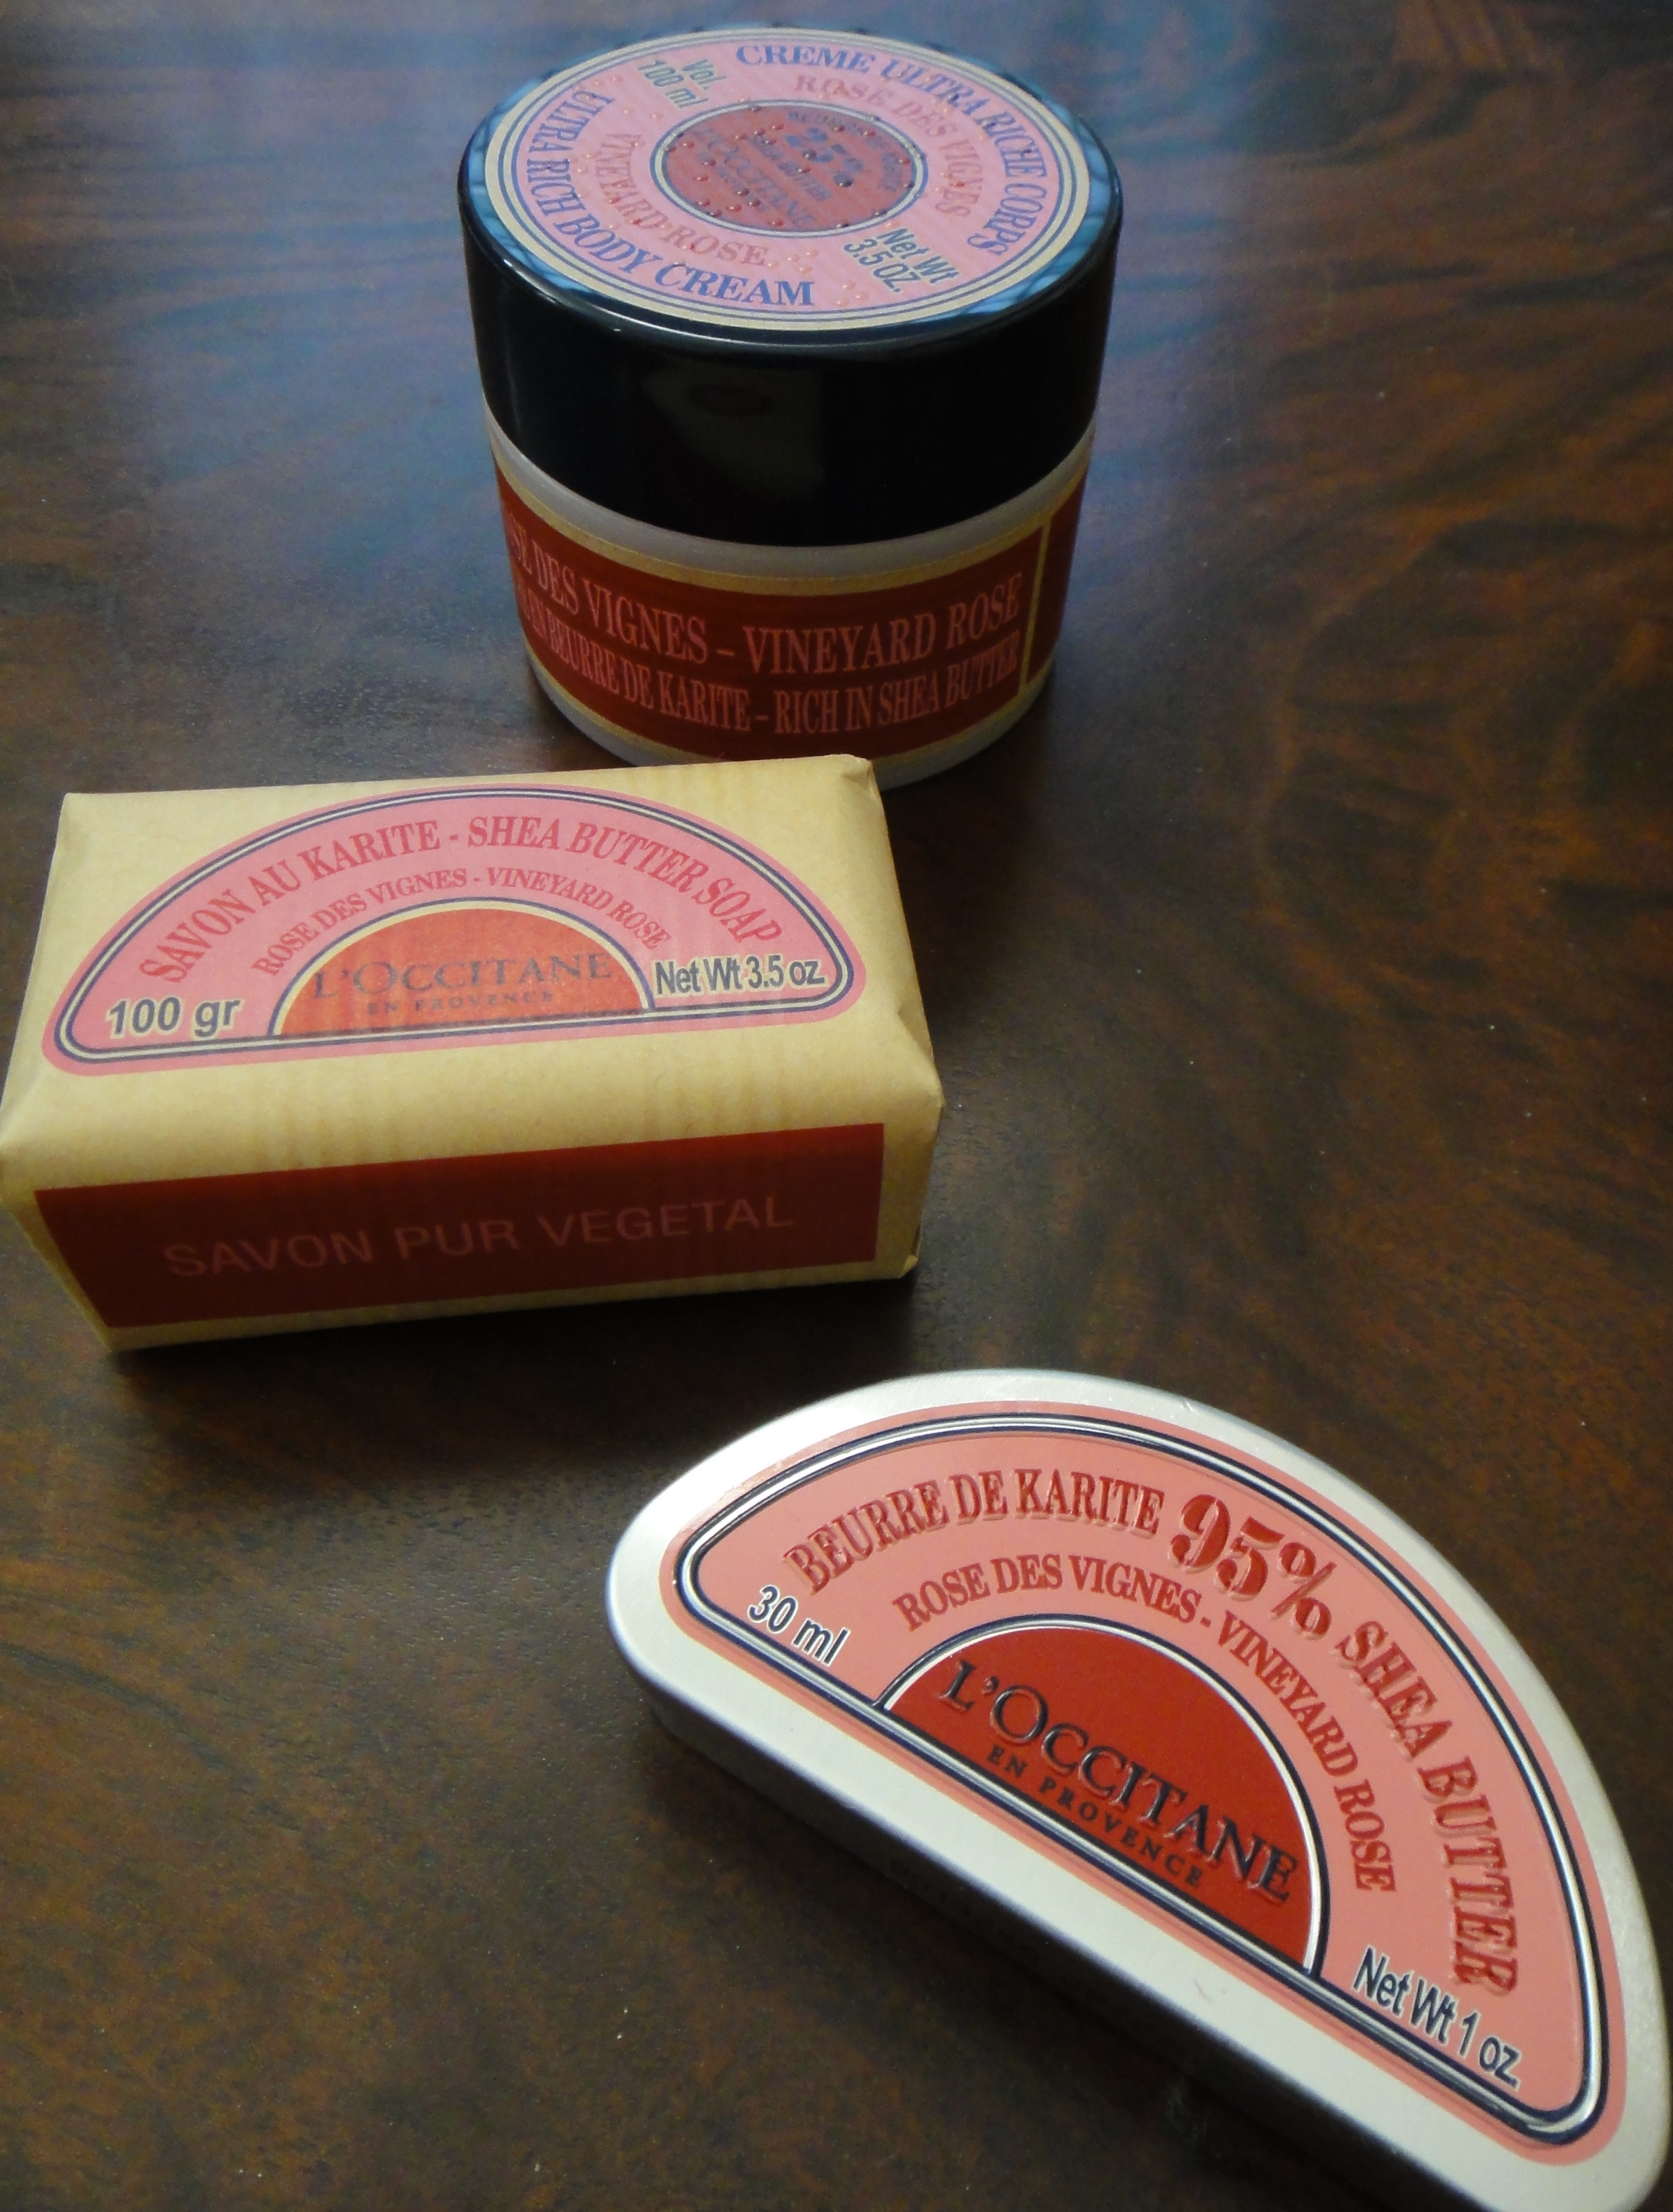 CREME ULTRA RICHE CORPS
ROSE DES VIGNES
Vol.
100 ml
25%
L'OCCITANE
Net Wt
3.5 OZ.
VINEYARD ROSE
ULTRA RICH BODY CREAM
DES VIGNES – VINEYARD ROSE
EN BEURRE DE KARITE – RICH IN SHEA BUTTER
SAVON AU KARITE - SHEA BUTTER SOAP
ROSE DES VIGNES - VINEYARD ROSE
L'OCCITANE
EN PROVENCE
100 gr
Net Wt 3.5 oz.
SAVON PUR VEGETAL
BEURRE DE KARITE 95% SHEA BUTTER
ROSE DES VIGNES - VINEYARD ROSE
30 ml
L'OCCITANE
EN PROVENCE
Net Wt 1 oz.